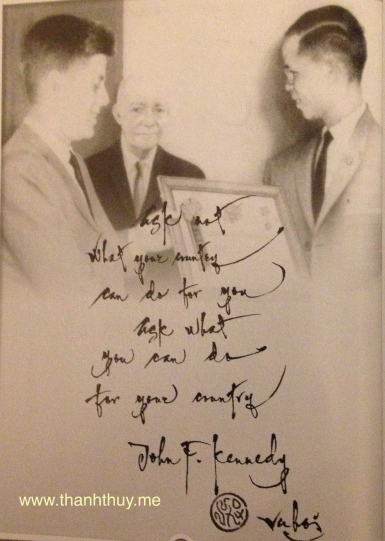 ask not
what your country
can do for you
ask what
you can do
for your country
John F. Kennedy
www.thanhthuy.me